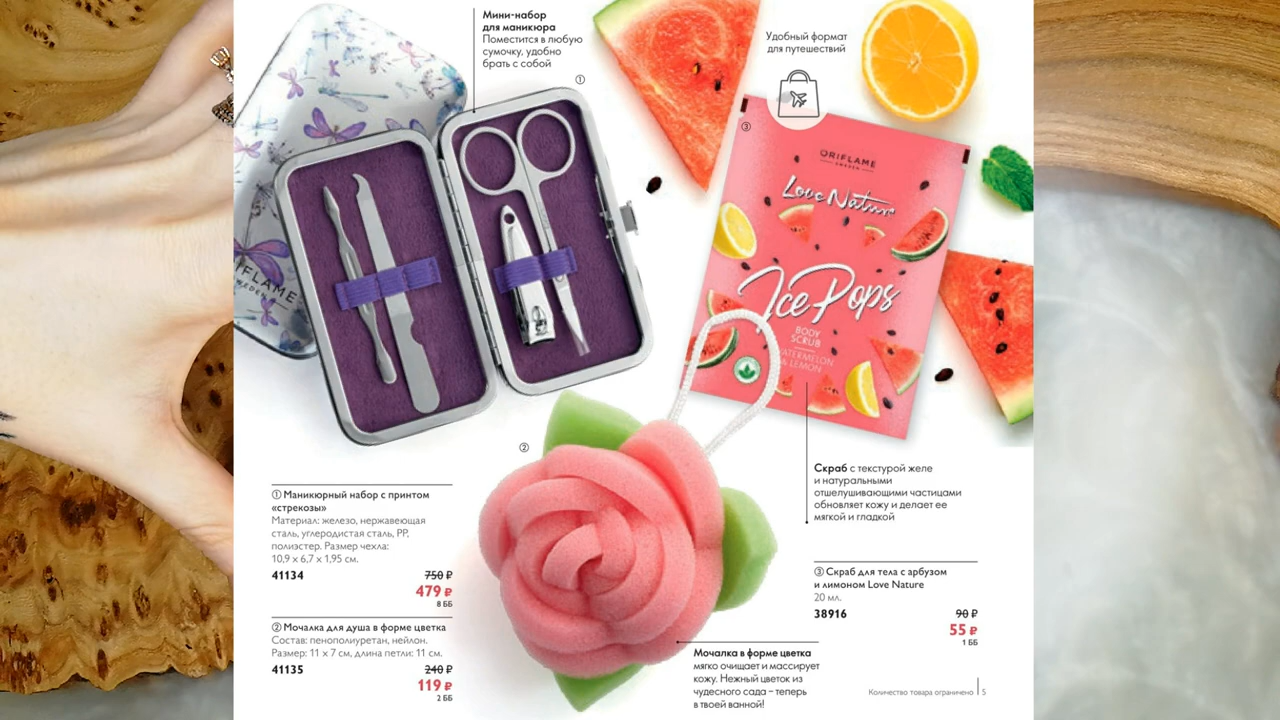 Мини-набор
для маникюра
Поместится в любую
сумочку, удобно
брать с собой
①
Удобный формат
для путешествий
③
ORIFLAME
SWEDEN
Love Nature
Ice Pops
BODY
SCRUB
WATERMELON
& LEMON
ORIFLAME
SWEDEN
②
① Маникюрный набор с принтом
«стрекозы»
Материал: железо, нержавеющая
сталь, углеродистая сталь, PP,
полиэстер. Размер чехла:
10,9 x 6,7 x 1,95 см.
41134 750 ₽
479 ₽
8 ББ
② Мочалка для душа в форме цветка
Состав: пенополиуретан, нейлон.
Размер: 11 x 7 см, длина петли: 11 см.
41135 240 ₽
119 ₽
2 ББ
Скраб с текстурой желе
и натуральными
отшелушивающими частицами
обновляет кожу и делает ее
мягкой и гладкой
③ Скраб для тела с арбузом
и лимоном Love Nature
20 мл.
38916 90 ₽
55 ₽
1 ББ
Мочалка в форме цветка
мягко очищает и массирует
кожу. Нежный цветок из
чудесного сада – теперь
в твоей ванной!
Количество товара ограничено 5